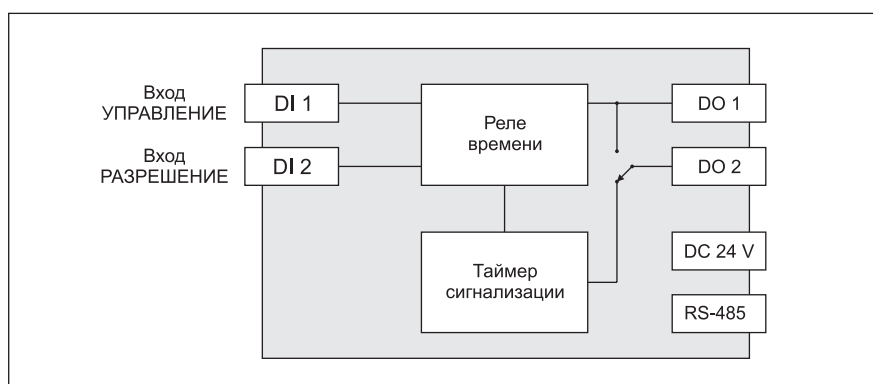 Вход
УПРАВЛЕНИЕ
DI 1
Реле
времени
DO 1
Вход
РАЗРЕШЕНИЕ
DI 2
DO 2
Таймер
сигнализации
DC 24 V
RS-485